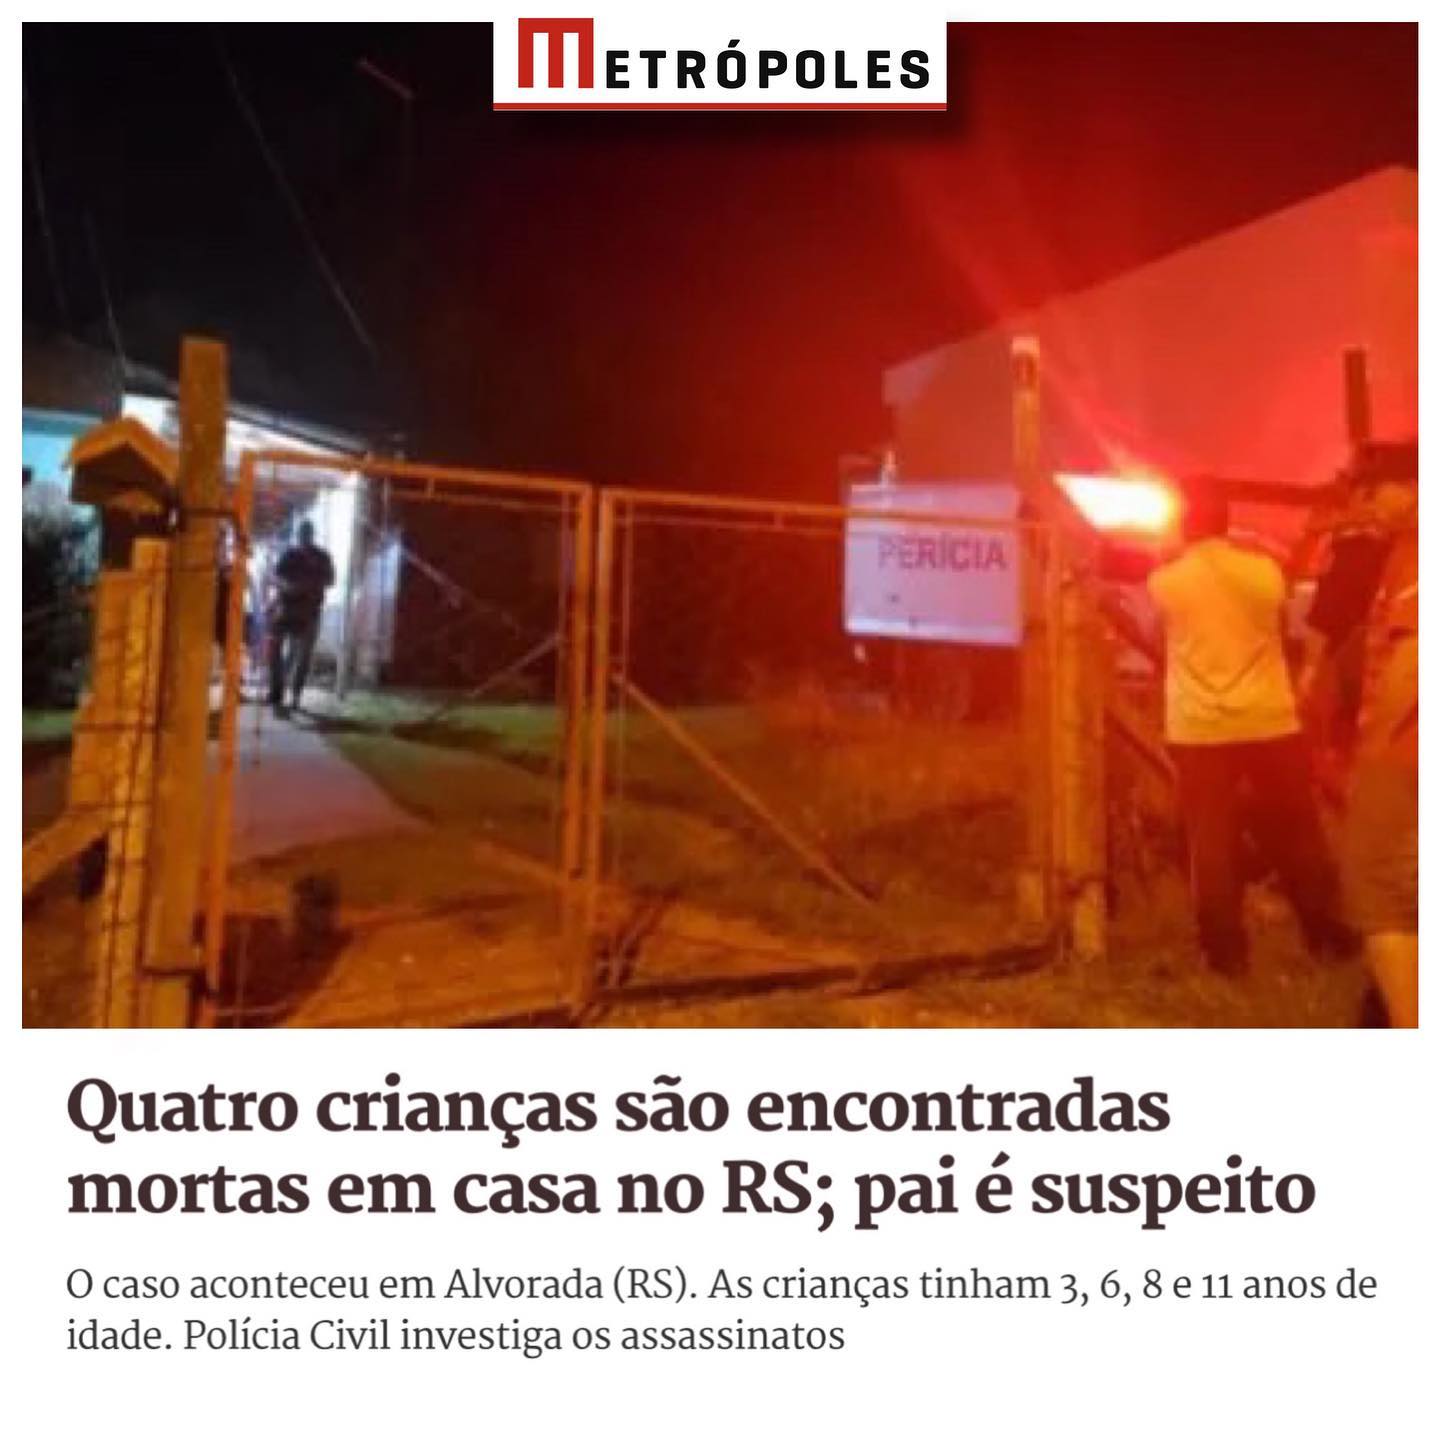 METRÓPOLES
PERÍCIA
Quatro crianças são encontradas
mortas em casa no RS; pai é suspeito
O caso aconteceu em Alvorada (RS). As crianças tinham 3, 6, 8 e 11 anos de
idade. Polícia Civil investiga os assassinatos